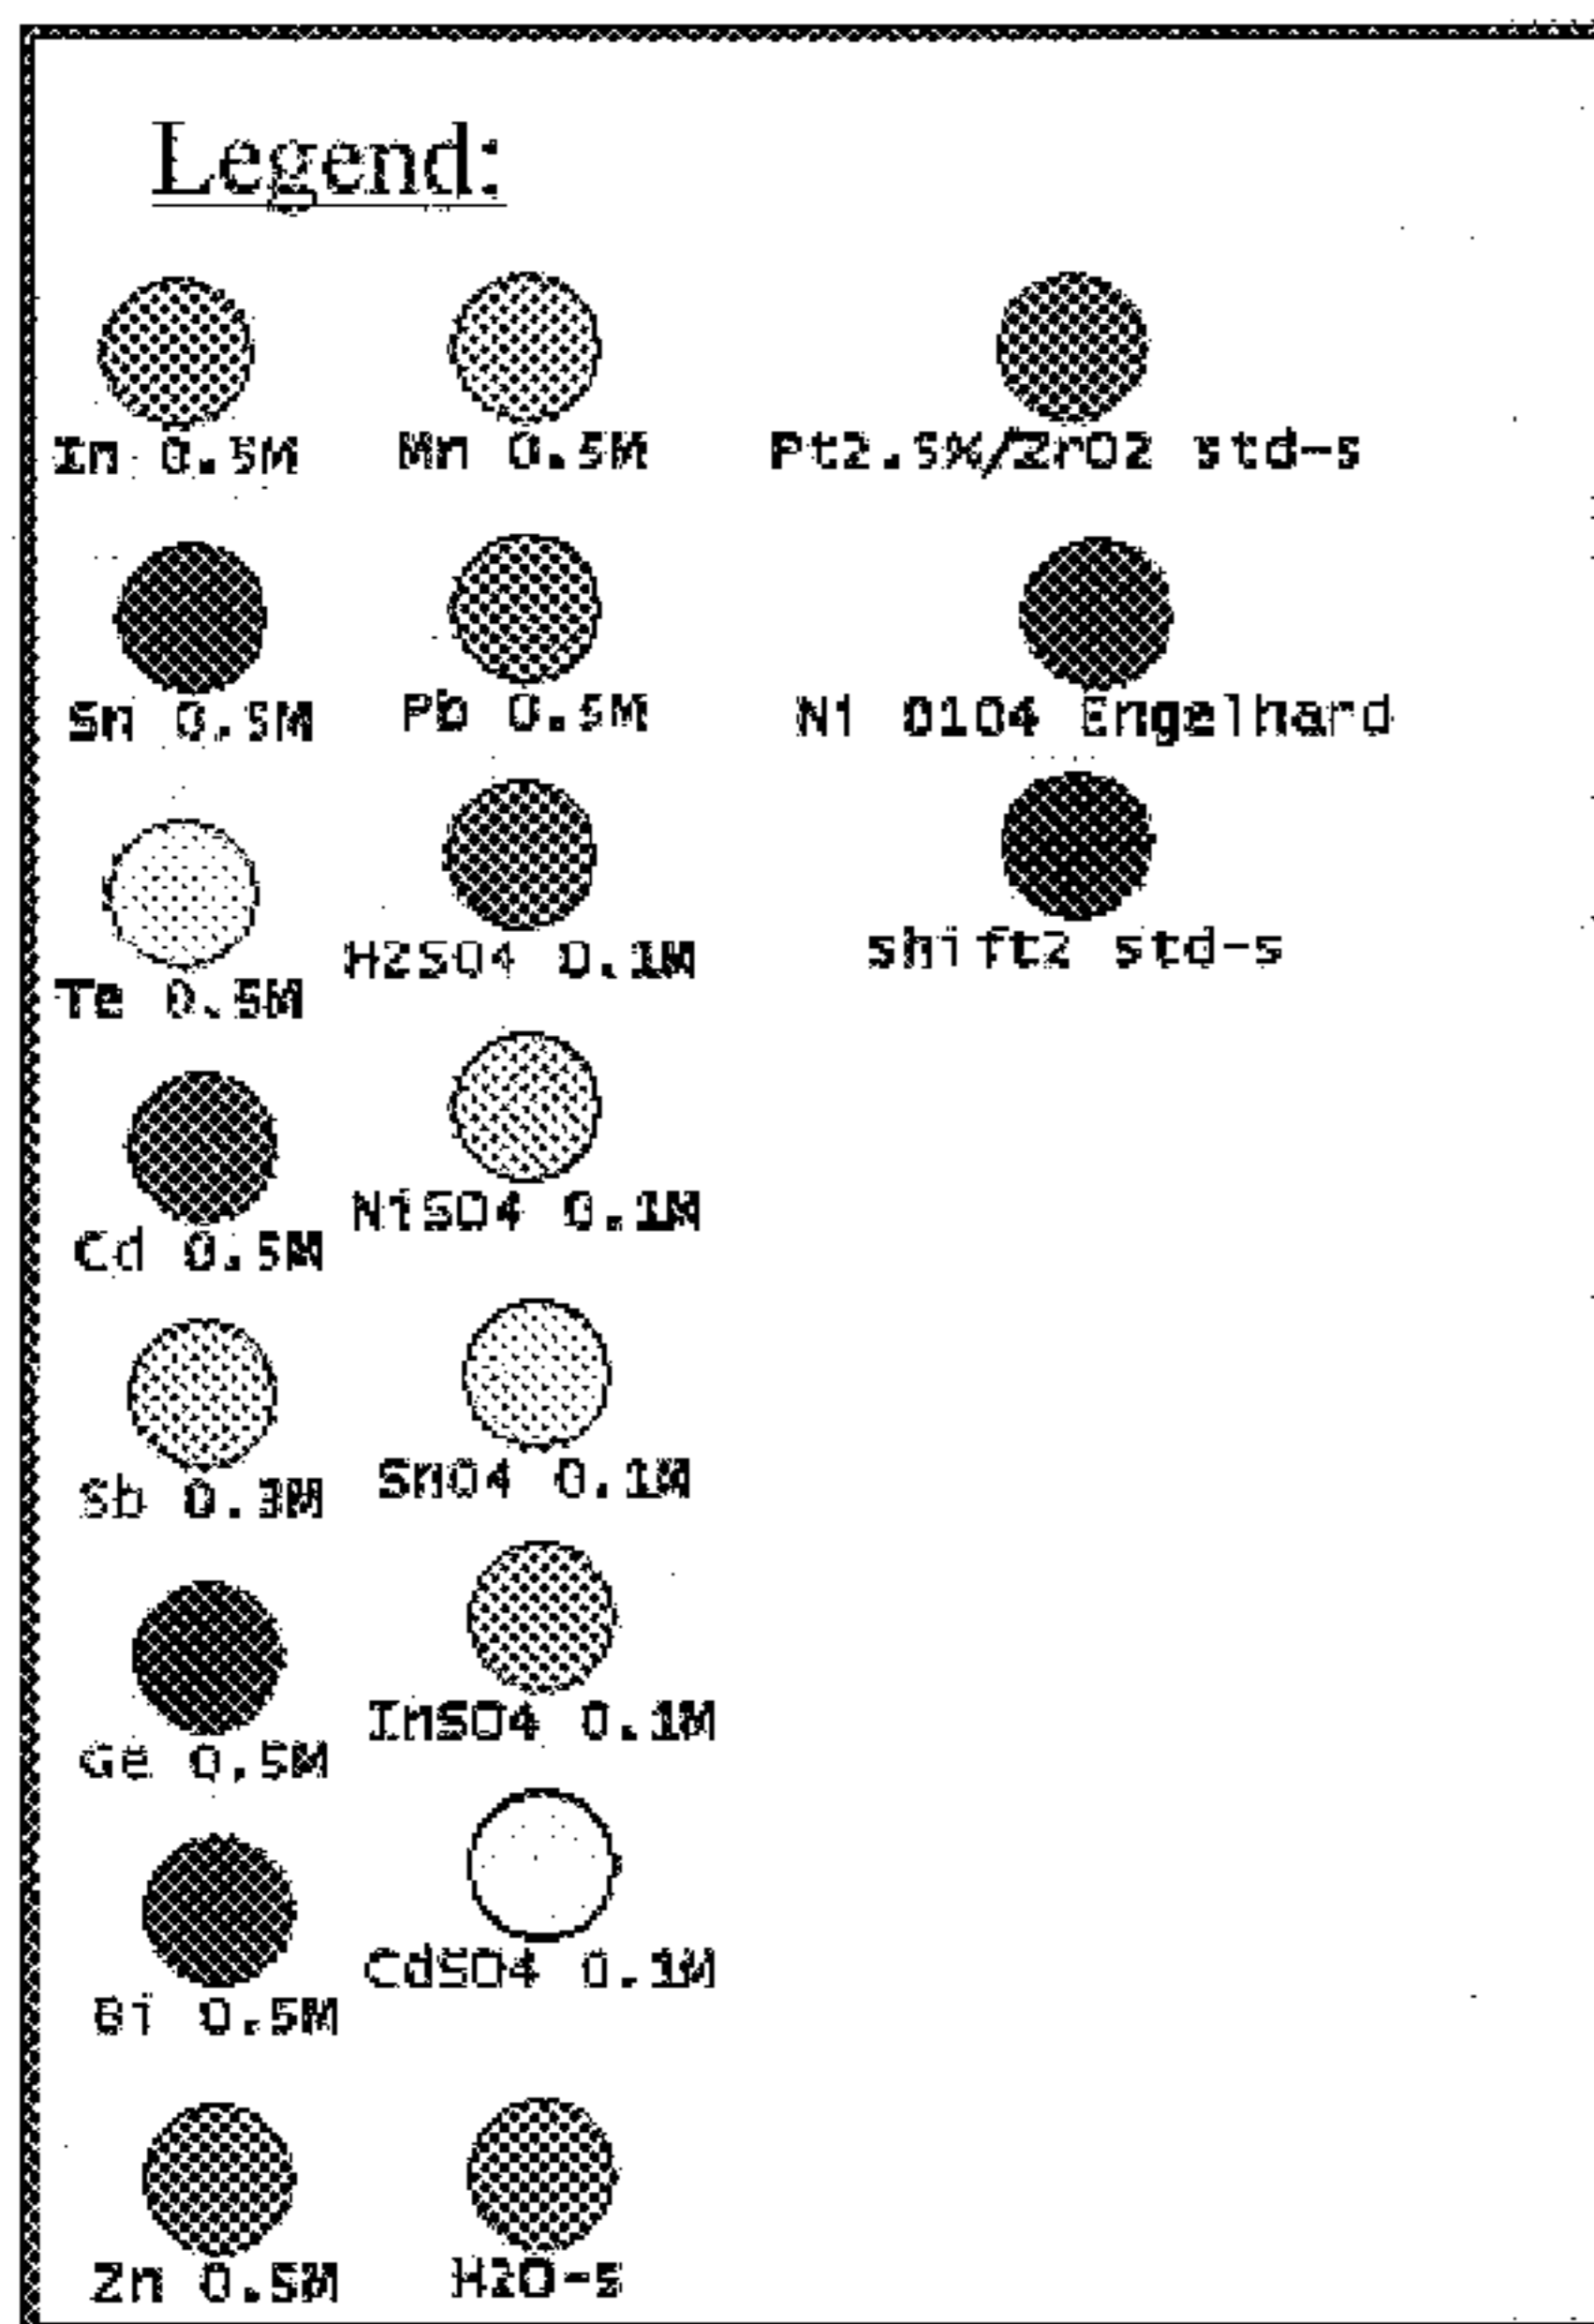 Legend:
In 0.5M
Mn 0.5M
Pt2.5%/ZrO2 std-s
Sn 0.5M
Pb 0.5M
Ni 0104 Engelhard
Te 0.5M
H2SO4 0.1M
shift2 std-s
Cd 0.5M
NiSO4 0.1M
Sb 0.3M
SnO4 0.1M
Ge 0.5M
InSO4 0.1M
Bi 0.5M
CdSO4 0.1M
Zn 0.5M
H2O-s